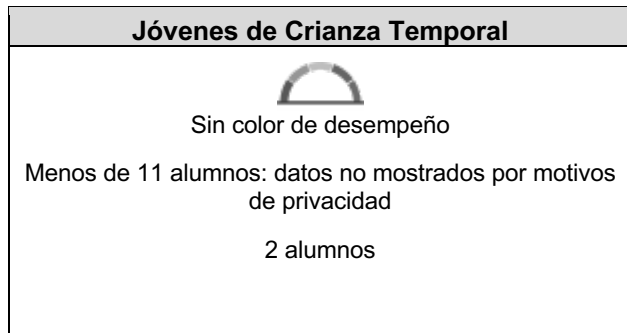 Jóvenes de Crianza Temporal
Sin color de desempeño
Menos de 11 alumnos: datos no mostrados por motivos
de privacidad
2 alumnos